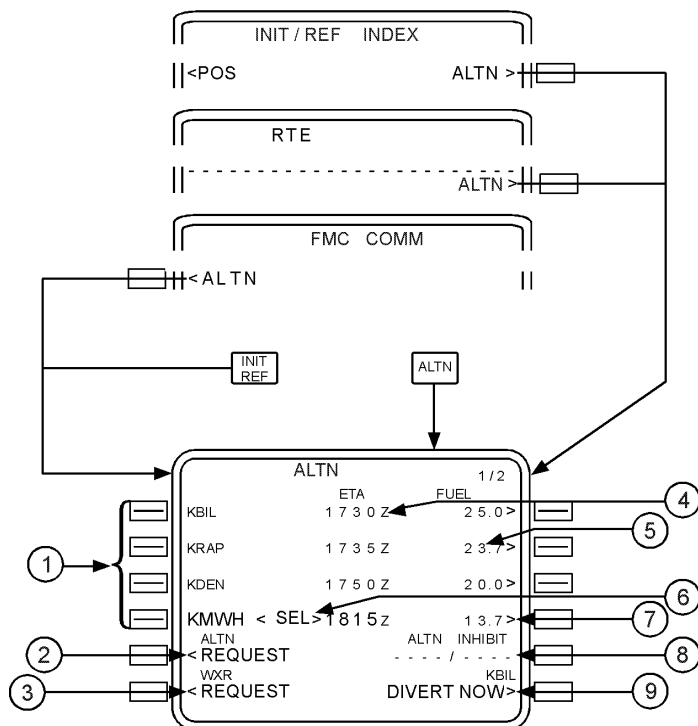 INIT / REF INDEX
<POS ALTN >
RTE
- - - - - - - - - - - - - - - - - - - - - - - -
ALTN >
FMC COMM
< ALTN
INIT
REF
ALTN
ALTN
1/2
ETA FUEL
KBIL 1730Z 25.0>
KRAP 1735Z 23.7>
KDEN 1750Z 20.0>
KMWH < SEL> 1815Z 13.7>
ALTN ALTN INHIBIT
< REQUEST - - - - / - - - -
WXR KBIL
< REQUEST DIVERT NOW>
1
2
3
4
5
6
7
8
9